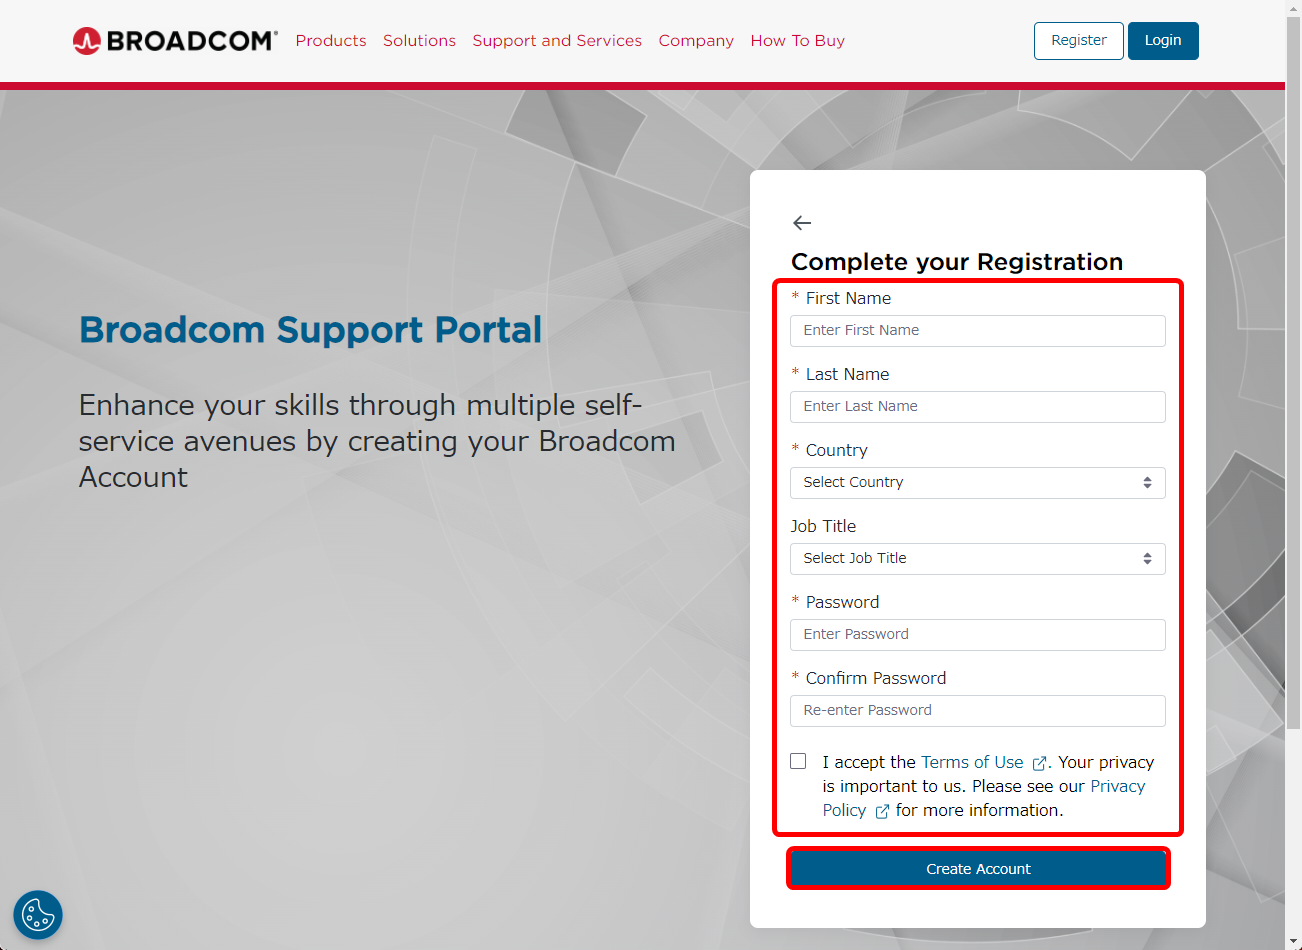 BROADCOM Products Solutions Support and Services Company How To Buy Register Login
Broadcom Support Portal
Enhance your skills through multiple self-
service avenues by creating your Broadcom
Account
Complete your Registration
* First Name
Enter First Name
* Last Name
Enter Last Name
* Country
Select Country
Job Title
Select Job Title
* Password
Enter Password
* Confirm Password
Re-enter Password
I accept the Terms of Use. Your privacy
is important to us. Please see our Privacy
Policy for more information.
Create Account